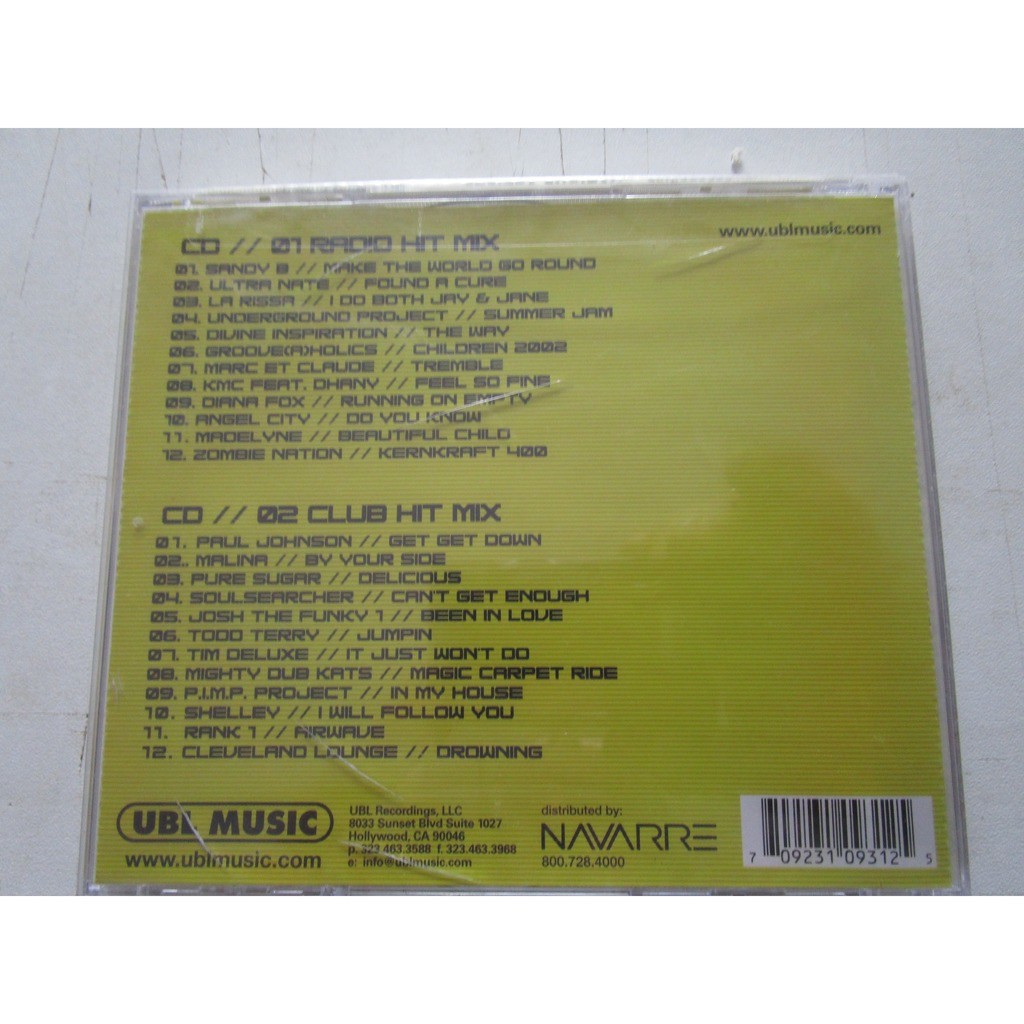 www.ublmusic.com
CD // 01 RADIO HIT MIX
01. SANDY B // MAKE THE WORLD GO ROUND
02. ULTRA NATE // FOUND A CURE
03. LA RISSA // I DO BOTH JAY & JANE
04. UNDERGROUND PROJECT // SUMMER JAM
05. DIVINE INSPIRATION // THE WAY
06. GROOVE(A)HOLICS // CHILDREN 2002
07. MARC ET CLAUDE // TREMBLE
08. KMC FEAT. DHANY // FEEL SO FINE
09. DIANA FOX // RUNNING ON EMPTY
10. ANGEL CITY // DO YOU KNOW
11. MADELYNE // BEAUTIFUL CHILD
12. ZOMBIE NATION // KERNKRAFT 400
CD // 02 CLUB HIT MIX
01. PAUL JOHNSON // GET GET DOWN
02.. MALINA // BY YOUR SIDE
03. PURE SUGAR // DELICIOUS
04. SOULSEARCHER // CAN'T GET ENOUGH
05. JOSH THE FUNKY 1 // BEEN IN LOVE
06. TODD TERRY // JUMPIN
07. TIM DELUXE // IT JUST WON'T DO
08. MIGHTY DUB KATS // MAGIC CARPET RIDE
09. P.I.M.P. PROJECT // IN MY HOUSE
10. SHELLEY // I WILL FOLLOW YOU
11. RANK 1 // AIRWAVE
12. CLEVELAND LOUNGE // DROWNING
UBL MUSIC
www.ublmusic.com
UBL Recordings, LLC
8033 Sunset Blvd Suite 1027
Hollywood, CA 90046
p. 323.463.3588 f. 323.463.3968
e: info@ublmusic.com
distributed by:
NAVARRE
800.728.4000
7 09231 09312 5